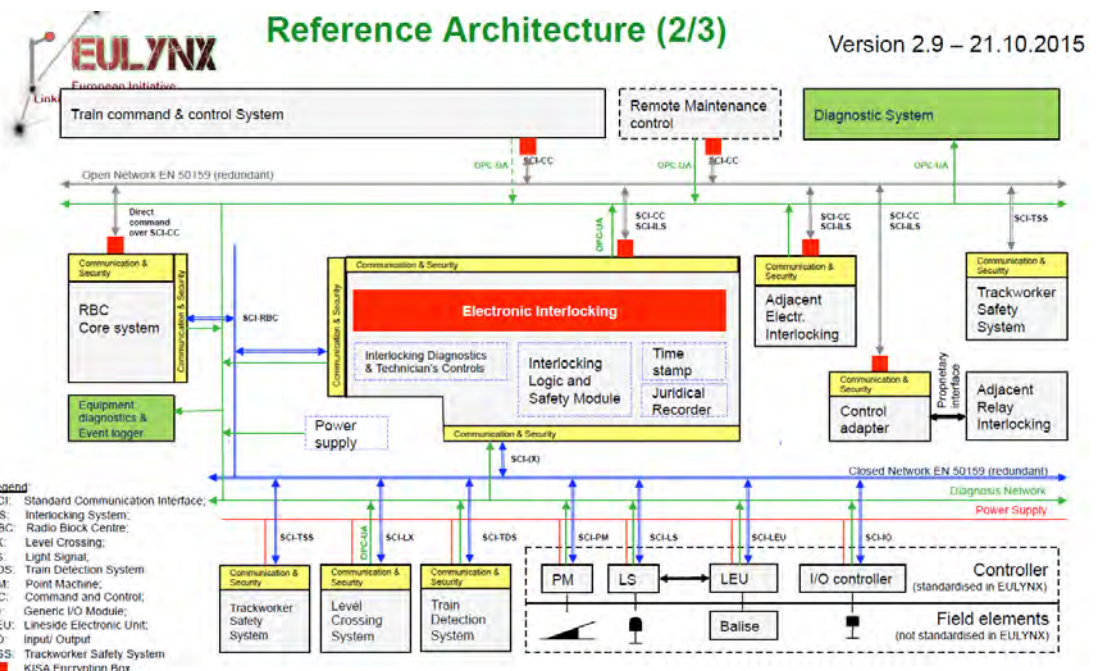 Reference Architecture (2/3)
Version 2.9 – 21.10.2015
EULYNX
European Initiative
Link
Train command & control System
Remote Maintenance
control
Diagnostic System
OPC-UA
SCI-CC
OPC-UA
SCI-CC
OPC-UA
Open Network EN 50159 (redundant)
Direct
command
over SCI-CC
OPC-UA
SCI-CC
SCI-ILS
SCI-CC
SCI-ILS
SCI-CC
SCI-ILS
SCI-TSS
Communication &
Security
RBC
Core system
Communication & Security
SCI-RBC
Communication & Security
Communication & Security
Electronic Interlocking
Interlocking Diagnostics
& Technician's Controls
Interlocking
Logic and
Safety Module
Time
stamp
Juridical
Recorder
Communication & Security
Communication &
Security
Adjacent
Electr.
Interlocking
Communication &
Security
Trackworker
Safety
System
Communication &
Security
Control
adapter
Proprietary
interface
Adjacent
Relay
Interlocking
Equipment
diagnostics &
Event logger
Power
supply
SCI-(X)
Closed Network EN 50159 (redundant)
Diagnosis Network
Power Supply
egend:
CI: Standard Communication Interface;
S: Interlocking System;
BC: Radio Block Centre;
X: Level Crossing;
S: Light Signal;
DS: Train Detection System
M: Point Machine;
C: Command and Control;
Generic I/O Module;
EU: Lineside Electronic Unit;
O Input/ Output
SS: Trackworker Safety System
KISA Encryption Box
SCI-TSS
OPC-UA
SCI-LX
SCI-TDS
SCI-PM
SCI-LS
SCI-LEU
SCI-IO
Communication &
Security
Trackworker
Safety
System
Communication &
Security
Level
Crossing
System
Communication &
Security
Train
Detection
System
PM
LS
LEU
I/O controller
Controller
(standardised in EULYNX)
Balise
Field elements
(not standardised in EULYNX)